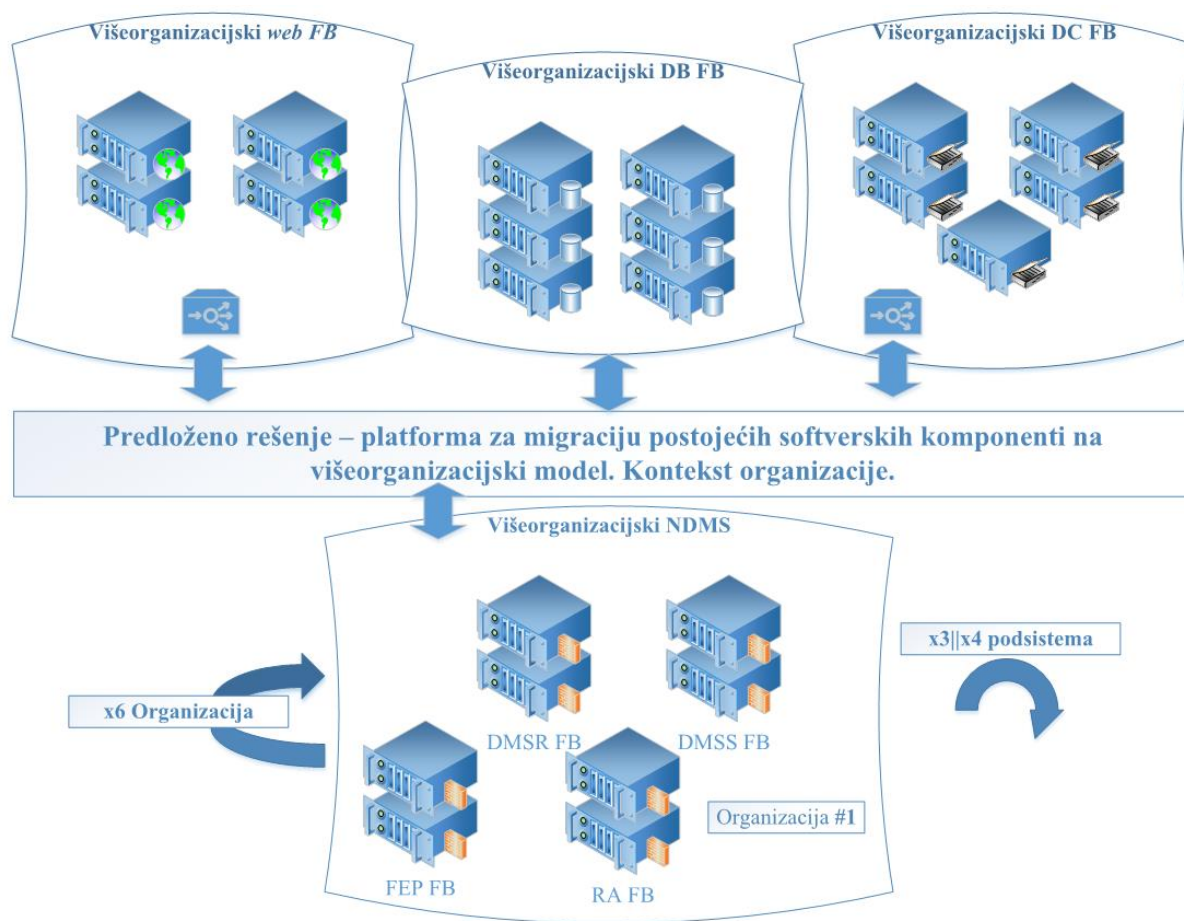 Višeorganizacijski web FB
Višeorganizacijski DB FB
Višeorganizacijski DC FB
Predloženo rešenje – platforma za migraciju postojećih softverskih komponenti na
višeorganizacijski model. Kontekst organizacije.
Višeorganizacijski NDMS
x3||x4 podsistema
x6 Organizacija
DMSR FB
DMSS FB
Organizacija #1
FEP FB
RA FB